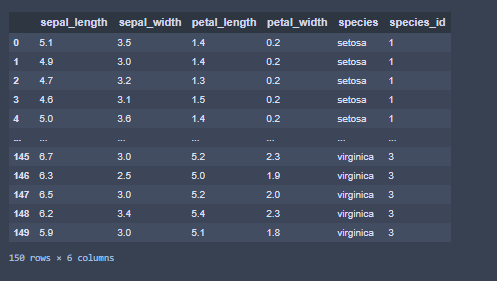 sepal_length sepal_width petal_length petal_width species species_id
0 5.1 3.5 1.4 0.2 setosa 1
1 4.9 3.0 1.4 0.2 setosa 1
2 4.7 3.2 1.3 0.2 setosa 1
3 4.6 3.1 1.5 0.2 setosa 1
4 5.0 3.6 1.4 0.2 setosa 1
... ... ... ... ... ... ...
145 6.7 3.0 5.2 2.3 virginica 3
146 6.3 2.5 5.0 1.9 virginica 3
147 6.5 3.0 5.2 2.0 virginica 3
148 6.2 3.4 5.4 2.3 virginica 3
149 5.9 3.0 5.1 1.8 virginica 3
150 rows × 6 columns